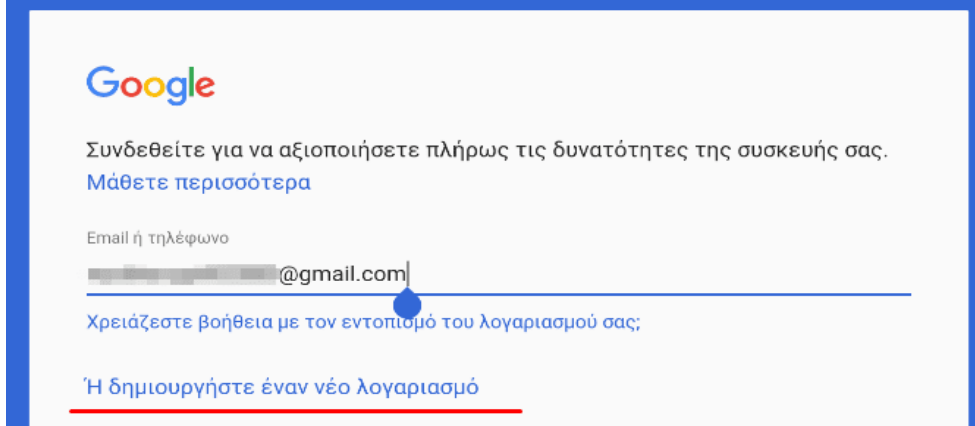 Google
Συνδεθείτε για να αξιοποιήσετε πλήρως τις δυνατότητες της συσκευής σας.
Μάθετε περισσότερα
Email ή τηλέφωνο
@gmail.com
Χρειάζεστε βοήθεια με τον εντοπισμό του λογαριασμού σας;
Ή δημιουργήστε έναν νέο λογαριασμό